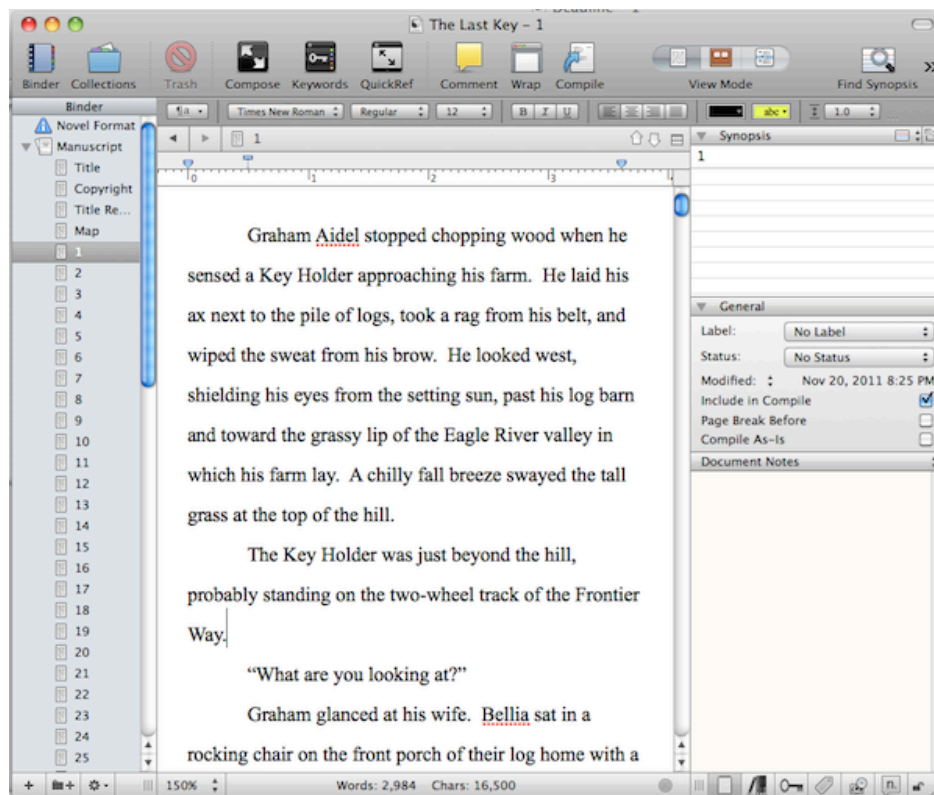 The Last Key – 1
Binder Collections Trash Compose Keywords QuickRef Comment Wrap Compile View Mode Find Synopsis
Binder
Times New Roman Regular 12 B I U abc 1.0
Novel Format
Manuscript
Title
Copyright
Title Re...
Map
1
2
3
4
5
6
7
8
9
10
11
12
13
14
15
16
17
18
19
20
21
22
23
24
25
1
0 1 2 3
Graham Aidel stopped chopping wood when he
sensed a Key Holder approaching his farm.  He laid his
ax next to the pile of logs, took a rag from his belt, and
wiped the sweat from his brow.  He looked west,
shielding his eyes from the setting sun, past his log barn
and toward the grassy lip of the Eagle River valley in
which his farm lay.  A chilly fall breeze swayed the tall
grass at the top of the hill.
The Key Holder was just beyond the hill,
probably standing on the two-wheel track of the Frontier
Way.
“What are you looking at?”
Graham glanced at his wife.  Bellia sat in a
rocking chair on the front porch of their log home with a
Synopsis
1
General
Label: No Label
Status: No Status
Modified: Nov 20, 2011 8:25 PM
Include in Compile
Page Break Before
Compile As-Is
Document Notes
150% Words: 2,984 Chars: 16,500